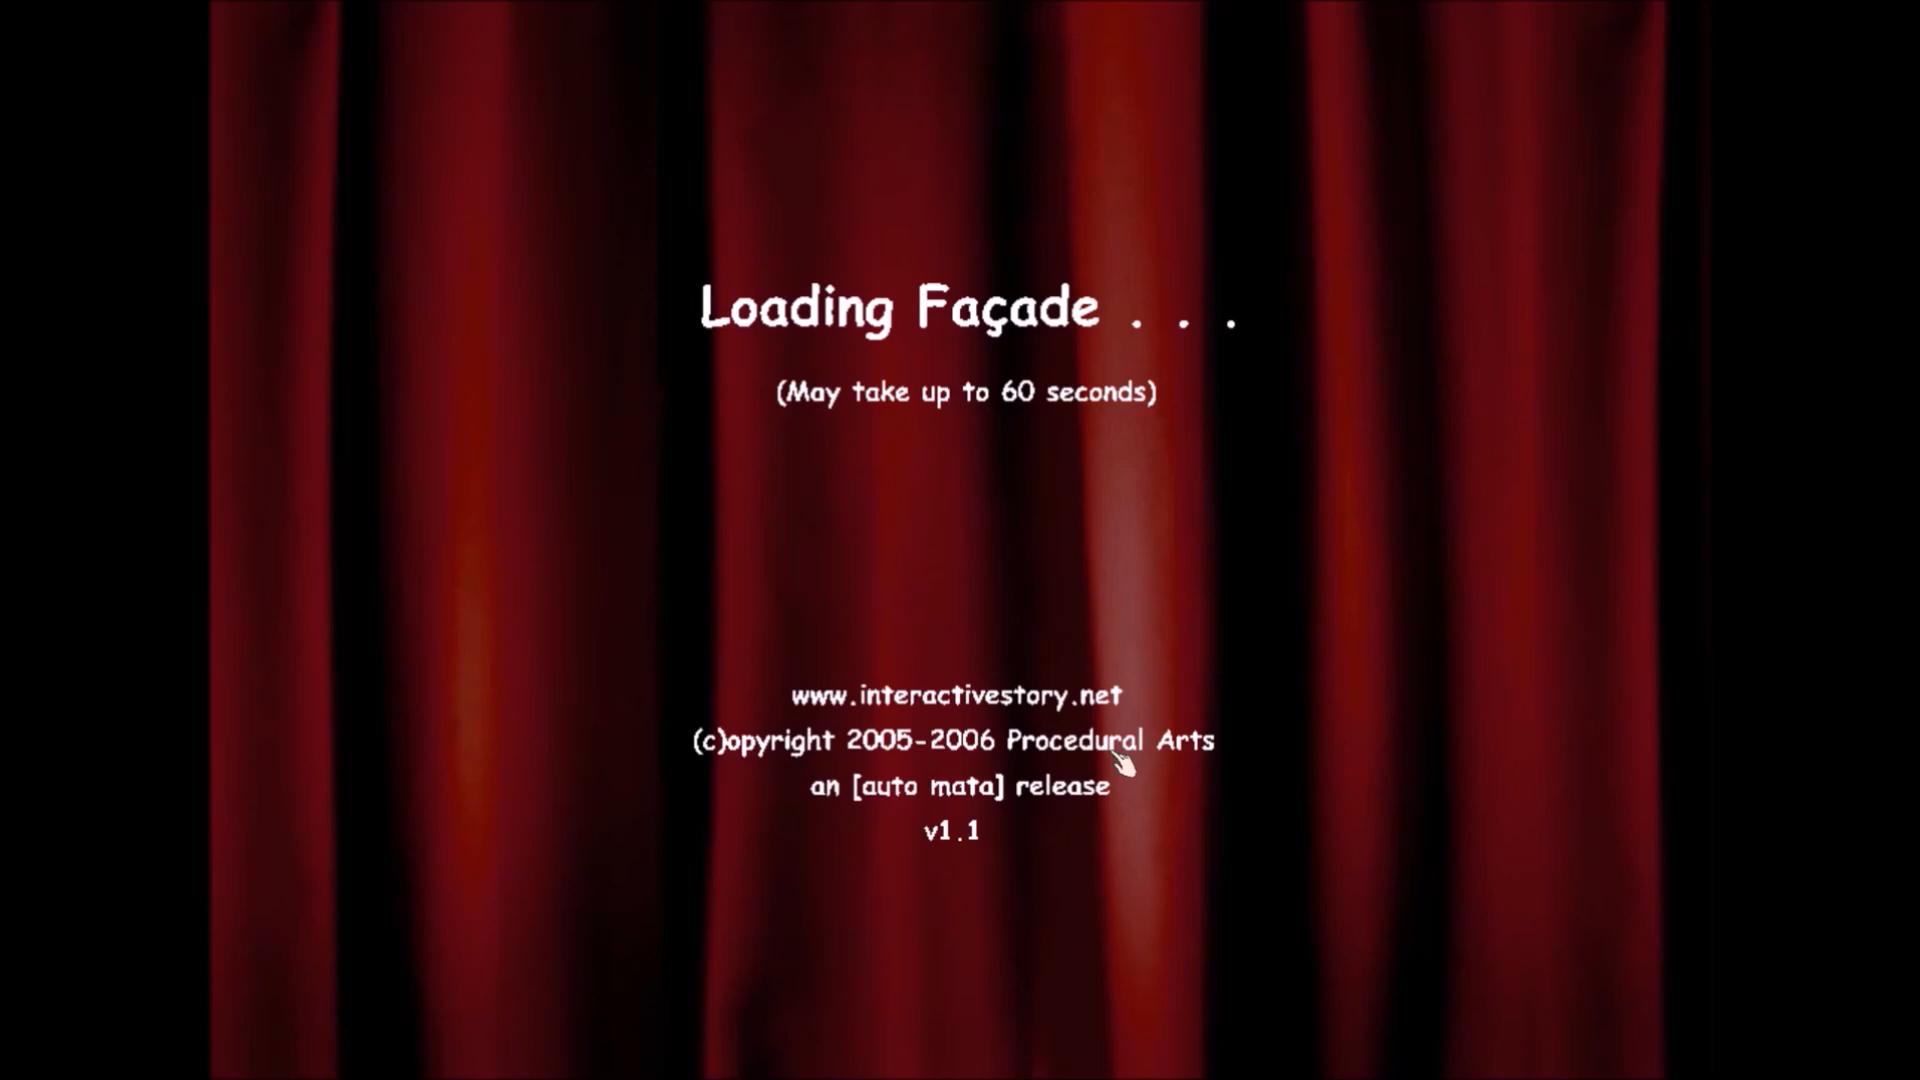 Loading Façade . . .
(May take up to 60 seconds)
www.interactivestory.net
(c)opyright 2005-2006 Procedural Arts
an [auto mata] release
v1.1